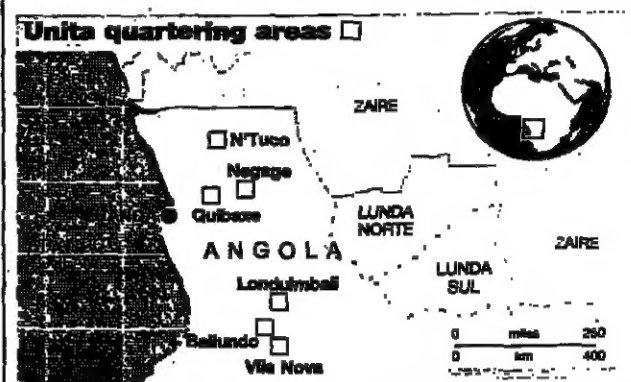 Unita quartering areas
ZAIRE
N'Tuco
Negage
Quibaxe
LUNDA
NORTE
ANGOLA
ZAIRE
LUNDA
SUL
Londuimbali
Bailundo
Vila Nova
0 miles 250
0 km 400